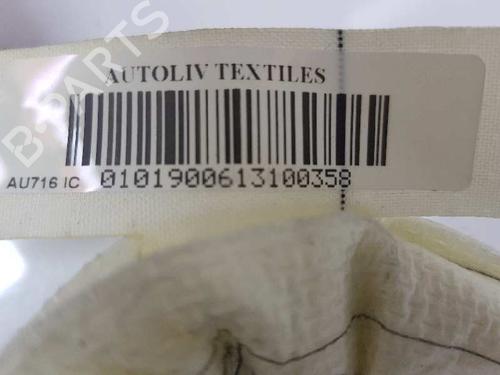 B-PARTS
AUTOLIV TEXTILES
AU716 IC 0101900613100358